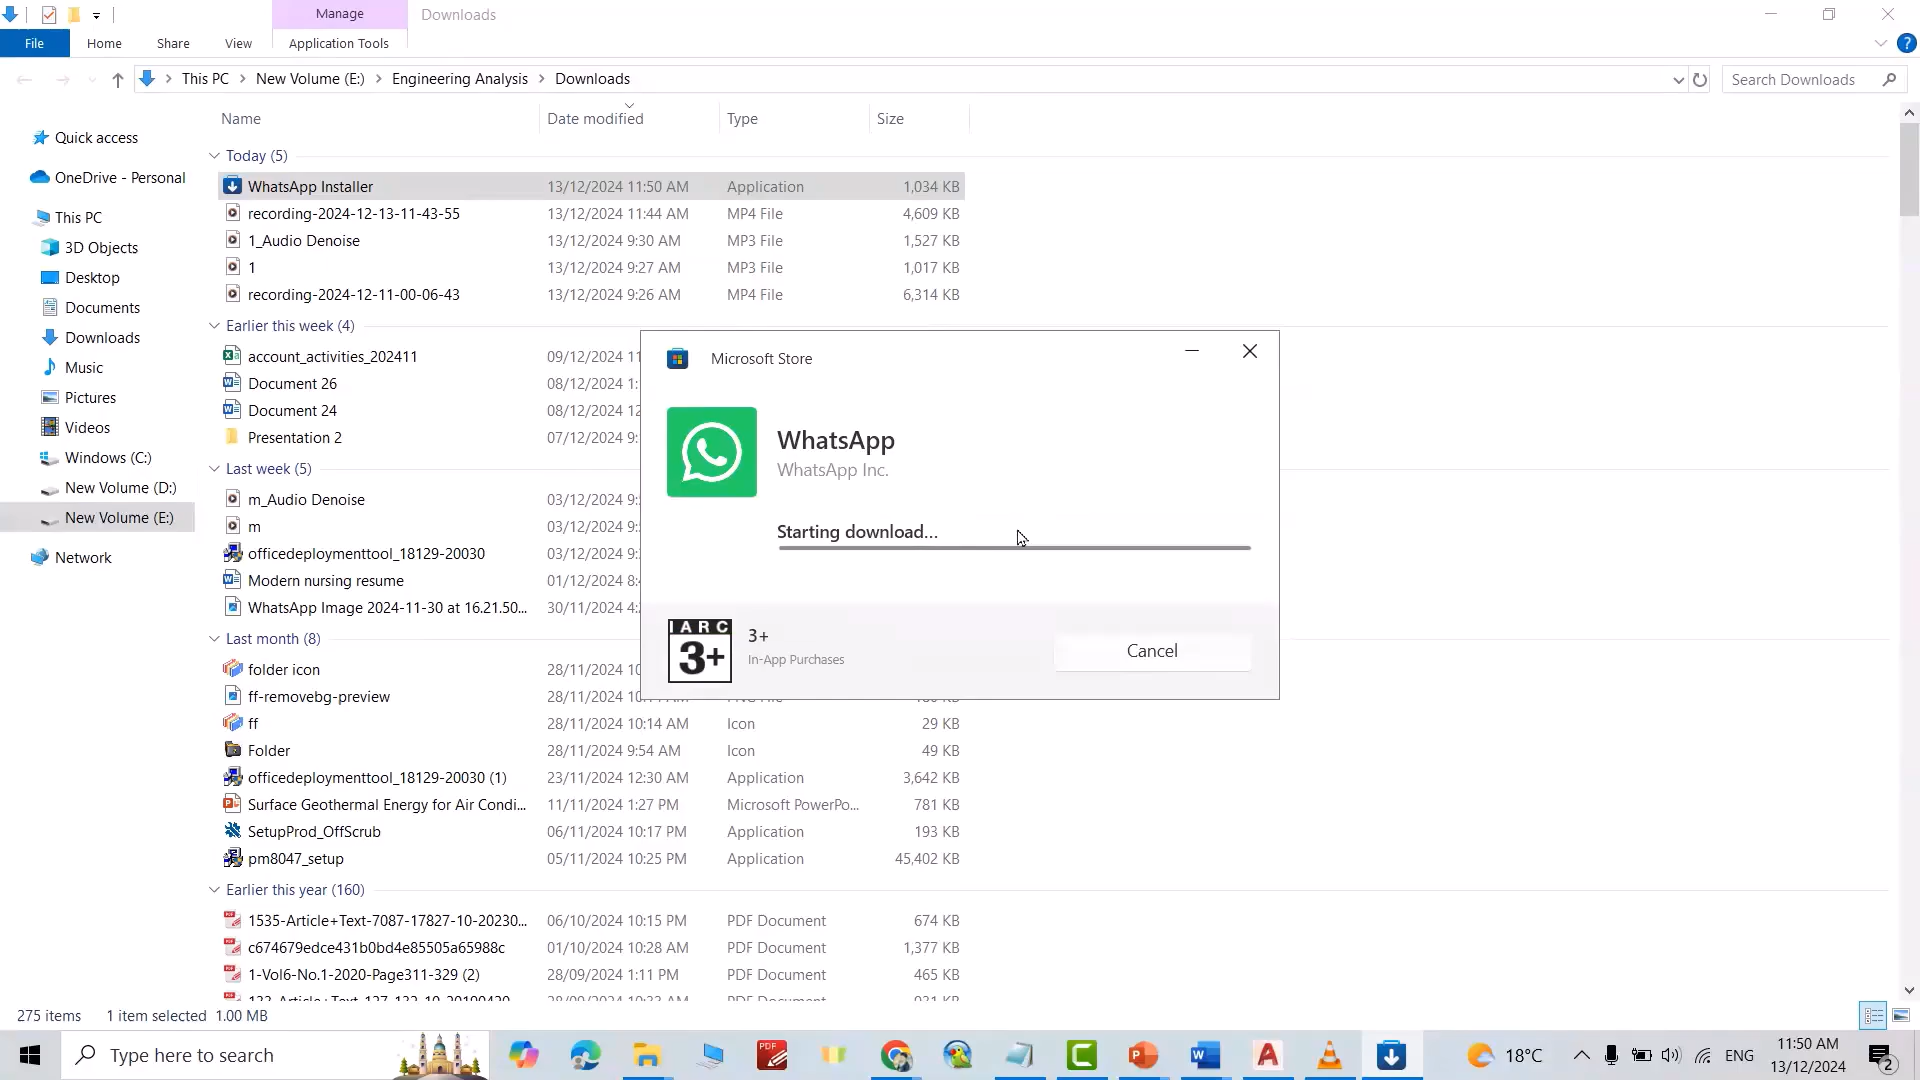 Manage
Downloads
File
Home
Share
View
Application Tools
?
This PC
New Volume (E:)
Engineering Analysis
Downloads
Search Downloads
Name
Date modified
Type
Size
Quick access
OneDrive - Personal
This PC
3D Objects
Desktop
Documents
Downloads
Music
Pictures
Videos
Windows (C:)
New Volume (D:)
New Volume (E:)
Network
Today (5)
WhatsApp Installer 13/12/2024 11:50 AM Application 1,034 KB
recording-2024-12-13-11-43-55 13/12/2024 11:44 AM MP4 File 4,609 KB
1_Audio Denoise 13/12/2024 9:30 AM MP3 File 1,527 KB
1 13/12/2024 9:27 AM MP3 File 1,017 KB
recording-2024-12-11-00-06-43 13/12/2024 9:26 AM MP4 File 6,314 KB
Earlier this week (4)
account_activities_202411 09/12/2024 11
Document 26 08/12/2024 1:
Document 24 08/12/2024 12
Presentation 2 07/12/2024 9:
Last week (5)
m_Audio Denoise 03/12/2024 9:
m 03/12/2024 9:
officedeploymenttool_18129-20030 03/12/2024 9:
Modern nursing resume 01/12/2024 8:
WhatsApp Image 2024-11-30 at 16.21.50... 30/11/2024 4:
Last month (8)
folder icon 28/11/2024 10
ff-removebg-preview 28/11/2024
ff 28/11/2024 10:14 AM Icon 29 KB
Folder 28/11/2024 9:54 AM Icon 49 KB
officedeploymenttool_18129-20030 (1) 23/11/2024 12:30 AM Application 3,642 KB
Surface Geothermal Energy for Air Condi... 11/11/2024 1:27 PM Microsoft PowerPo... 781 KB
SetupProd_OffScrub 06/11/2024 10:17 PM Application 193 KB
pm8047_setup 05/11/2024 10:25 PM Application 45,402 KB
Earlier this year (160)
1535-Article+Text-7087-17827-10-20230... 06/10/2024 10:15 PM PDF Document 674 KB
c674679edce431b0bd4e85505a65988c 01/10/2024 10:28 AM PDF Document 1,377 KB
1-Vol6-No.1-2020-Page311-329 (2) 28/09/2024 1:11 PM PDF Document 465 KB
Microsoft Store
WhatsApp
WhatsApp Inc.
Starting download...
IARC
3+
3+
In-App Purchases
Cancel
275 items 1 item selected 1.00 MB
Type here to search
PDF
18°C
ENG
11:50 AM
13/12/2024
2